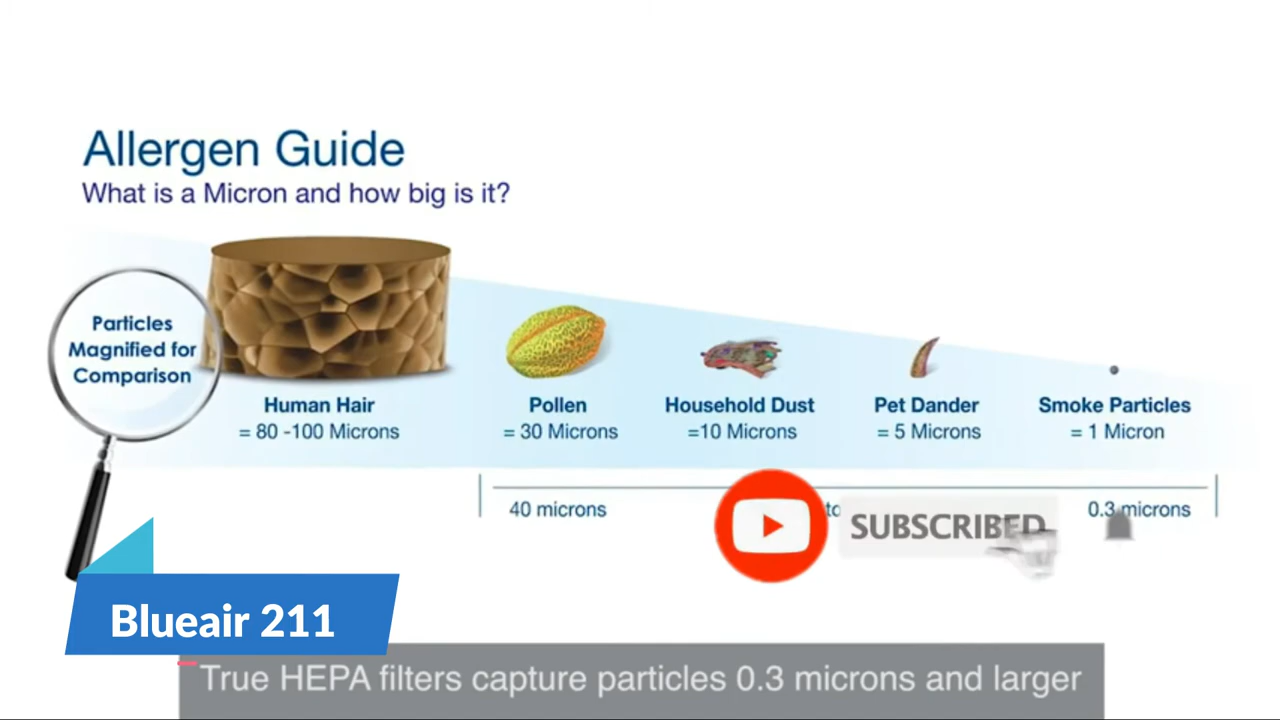 Allergen Guide
What is a Micron and how big is it?
Particles
Magnified for
Comparison
Human Hair
= 80 -100 Microns
Pollen
= 30 Microns
Household Dust
=10 Microns
Pet Dander
= 5 Microns
Smoke Particles
= 1 Micron
40 microns
to
0.3 microns
SUBSCRIBED
Blueair 211
True HEPA filters capture particles 0.3 microns and larger